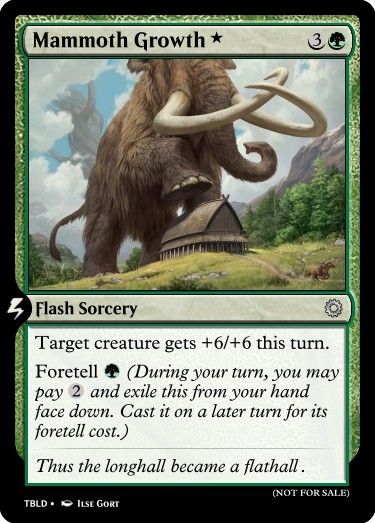 Mammoth Growth ★ 3
Flash Sorcery
Target creature gets +6/+6 this turn.
Foretell (During your turn, you may
pay 2 and exile this from your hand
face down. Cast it on a later turn for its
foretell cost.)
Thus the longhall became a flathall .
(NOT FOR SALE)
TBLD • Ilse Gort